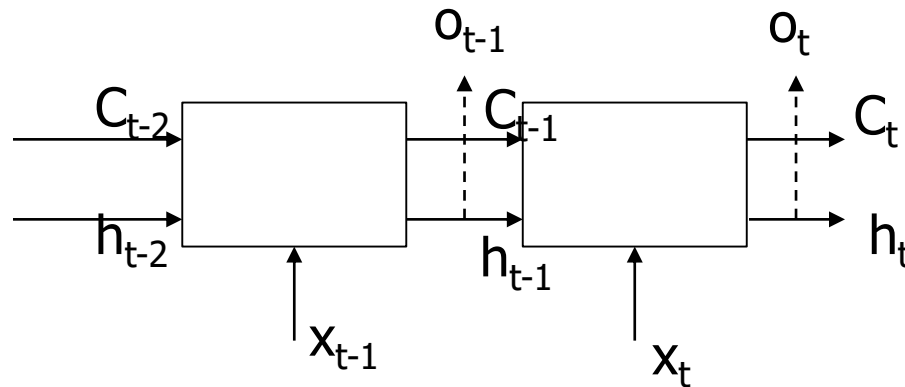 o_{t-1}
o_t
C_{t-2}
C_{t-1}
C_t
h_{t-2}
h_{t-1}
h_t
x_{t-1}
x_t